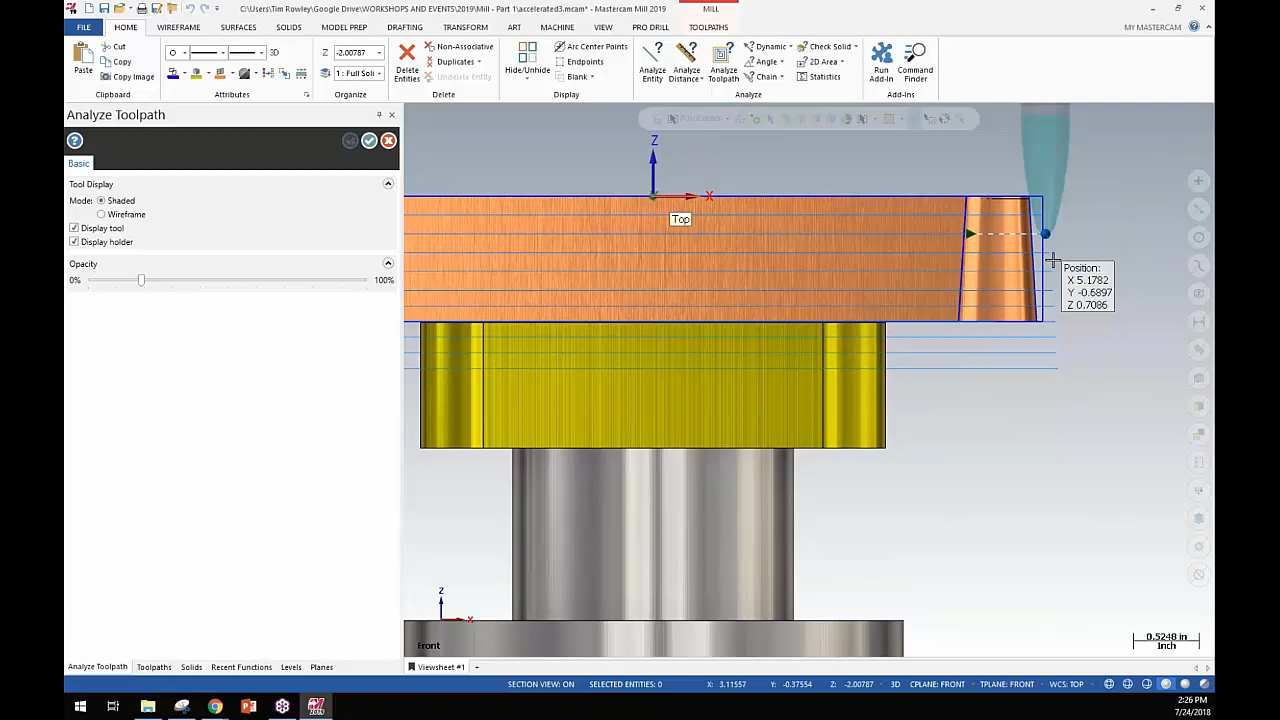 C:\Users\Tim Rowley\Google Drive\WORKSHOPS AND EVENTS\2019\Mill - Part 1\accelerated3.mcam* - Mastercam Mill 2019
MILL
FILE HOME WIREFRAME SURFACES SOLIDS MODEL PREP DRAFTING TRANSFORM ART MACHINE VIEW PRO DRILL TOOLPATHS MY MASTERCAM
Paste
Cut
Copy
Copy Image
Clipboard
3D
Attributes
Z -2.00787
1 : Full Soli
Organize
Delete Entities
Non-Associative
Duplicates
Undelete Entity
Delete
Hide/Unhide
Arc Center Points
Endpoints
Blank
Display
Analyze Entity
Analyze Distance
Analyze Toolpath
Dynamic
Angle
Chain
Check Solid
2D Area
Statistics
Analyze
Run Add-In
Command Finder
Add-Ins
Analyze Toolpath
Basic
Tool Display
Mode: Shaded
Wireframe
Display tool
Display holder
Opacity
0% 100%
Z
X
Top
Position:
X 5.1782
Y -0.6897
Z 0.7086
Z
X
Front
0.5248 in
Inch
Analyze Toolpath Toolpaths Solids Recent Functions Levels Planes
Viewsheet #1 +
SECTION VIEW: ON SELECTED ENTITIES: 0 X: 3.11557 Y: -0.37554 Z: -2.00787 3D CPLANE: FRONT TPLANE: FRONT WCS: TOP
2:26 PM
7/24/2018